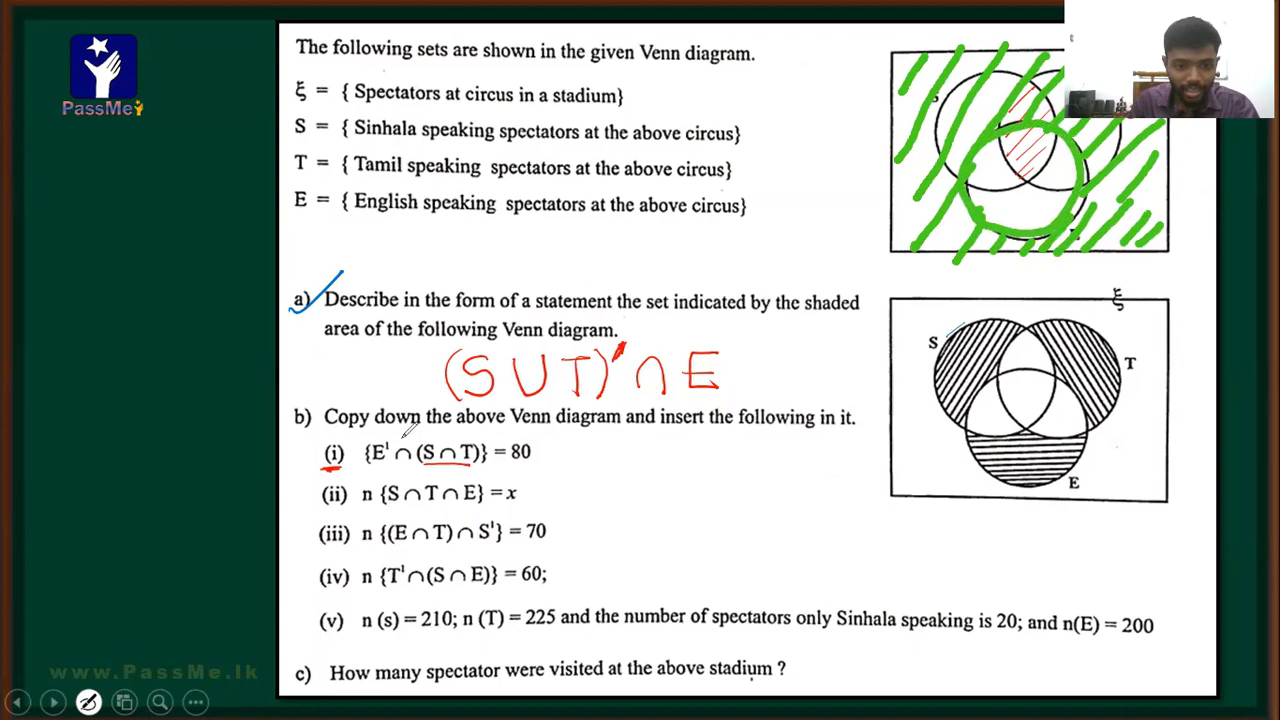 PassMe
The following sets are shown in the given Venn diagram.
ξ = { Spectators at circus in a stadium}
S = { Sinhala speaking spectators at the above circus}
T = { Tamil speaking spectators at the above circus}
E = { English speaking spectators at the above circus}
a) Describe in the form of a statement the set indicated by the shaded
area of the following Venn diagram.
(S ∪ T)' ∩ E
ξ
S
T
E
b) Copy down the above Venn diagram and insert the following in it.
(i) {E' ∩ (S ∩ T)} = 80
(ii) n {S ∩ T ∩ E} = x
(iii) n {(E ∩ T) ∩ S'} = 70
(iv) n {T' ∩ (S ∩ E)} = 60;
(v) n (s) = 210; n (T) = 225 and the number of spectators only Sinhala speaking is 20; and n(E) = 200
c) How many spectator were visited at the above stadium ?
www.PassMe.lk